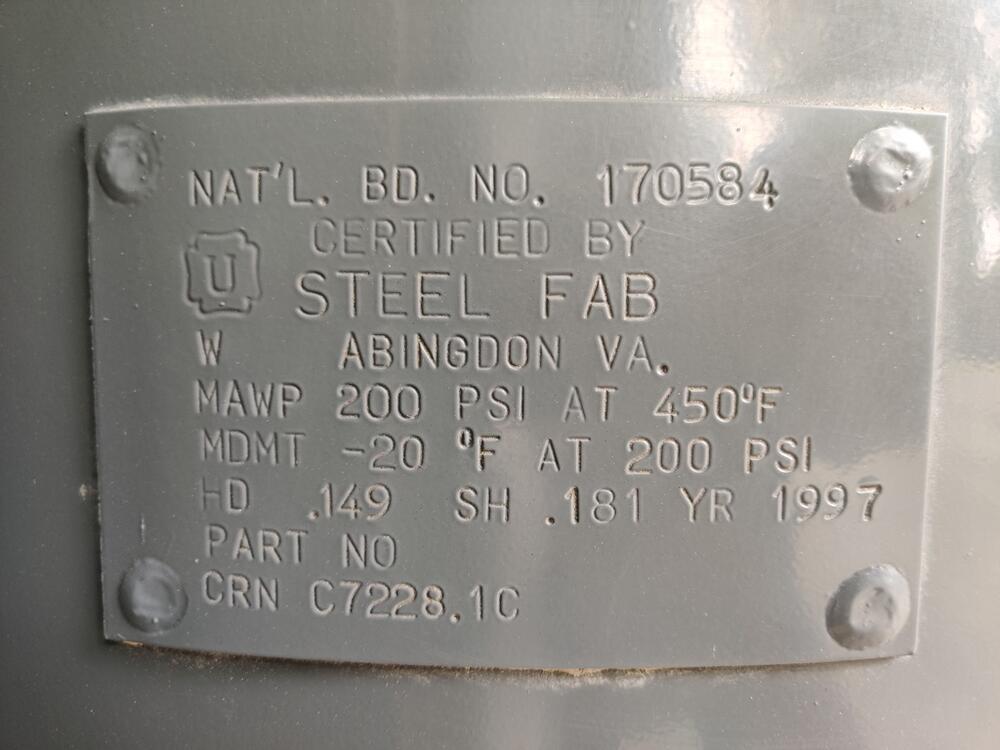 NAT'L. BD. NO. 170584
CERTIFIED BY
U STEEL FAB
W ABINGDON VA.
MAWP 200 PSI AT 450°F
MDMT -20 °F AT 200 PSI
HD .149 SH .181 YR 1997
PART NO
CRN C7228.1C